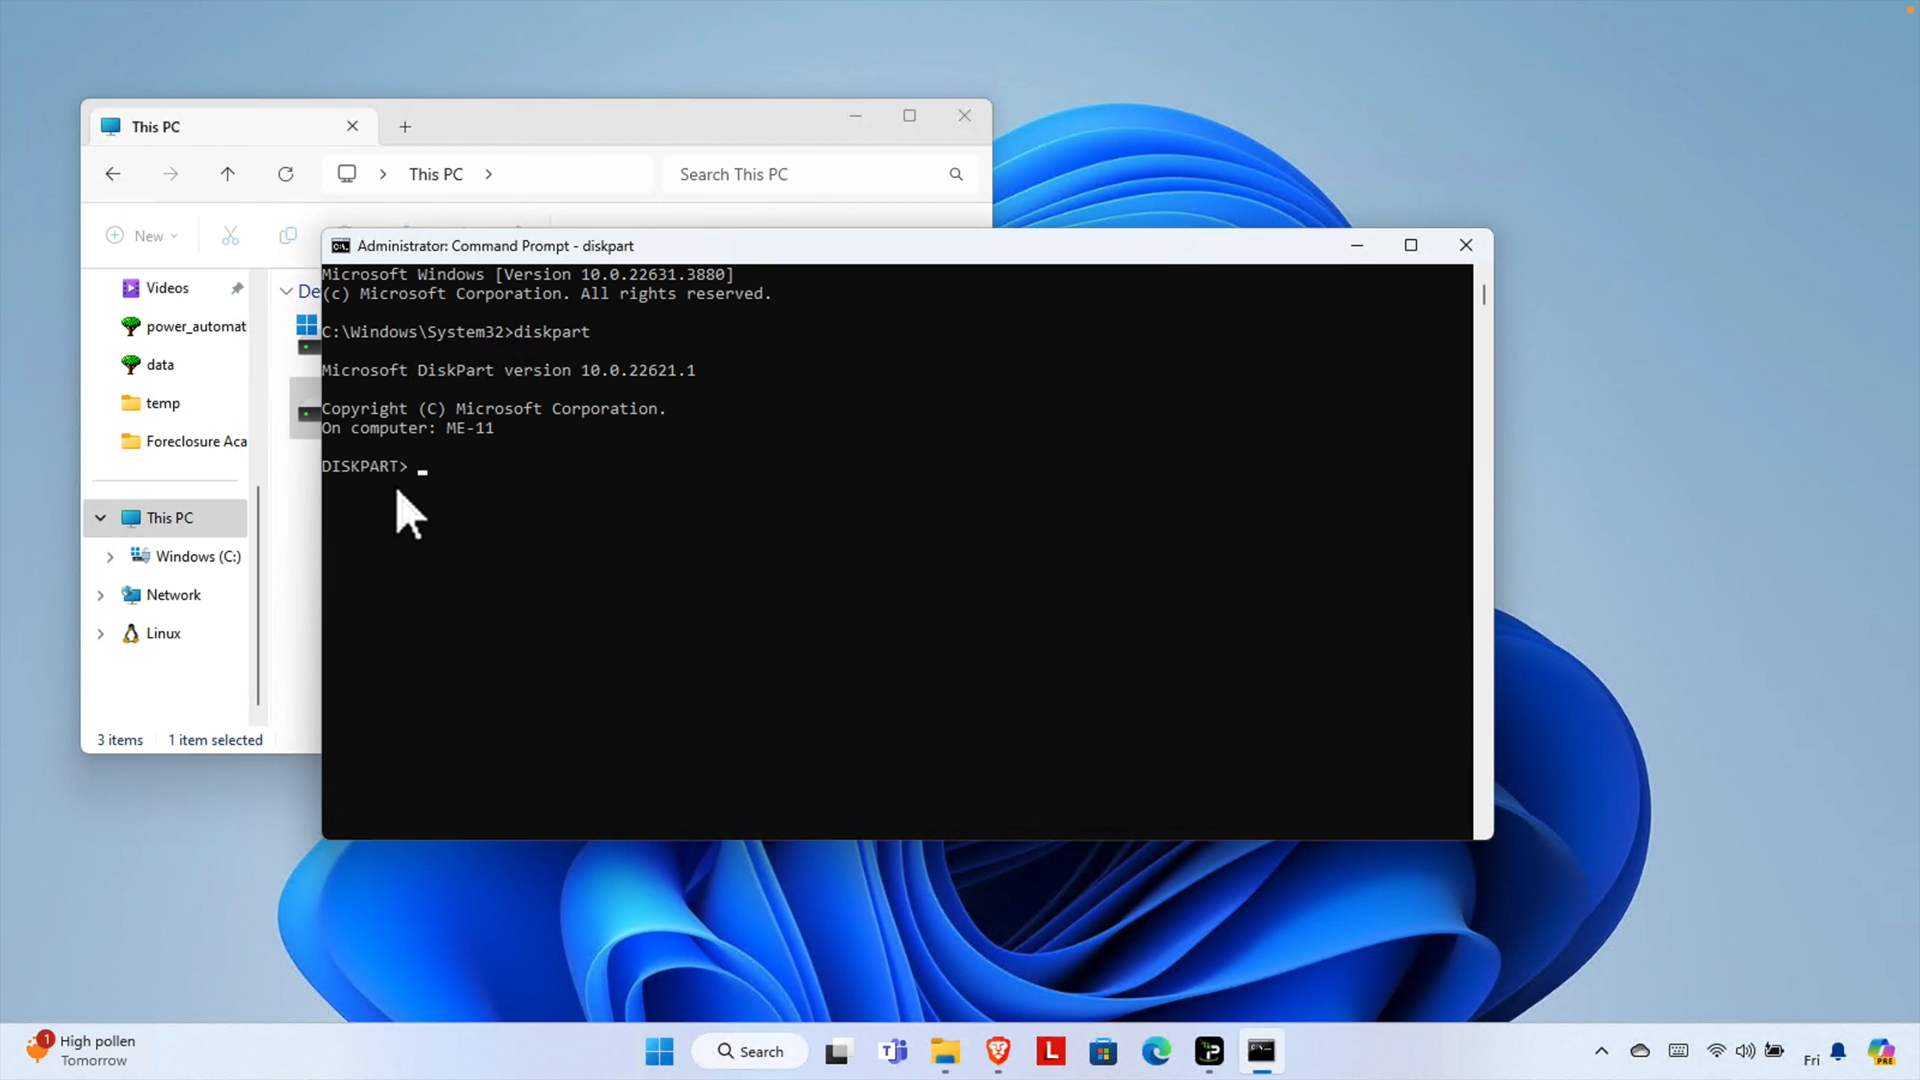 This PC
This PC
Search This PC
New
Administrator: Command Prompt - diskpart
Microsoft Windows [Version 10.0.22631.3880]
(c) Microsoft Corporation. All rights reserved.
C:\Windows\System32>diskpart
Microsoft DiskPart version 10.0.22621.1
Copyright (C) Microsoft Corporation.
On computer: ME-11
DISKPART>
Videos
De
power_automat
data
temp
Foreclosure Aca
This PC
Windows (C:)
Network
Linux
3 items
1 item selected
1
High pollen
Tomorrow
Search
L
Fri
PRE